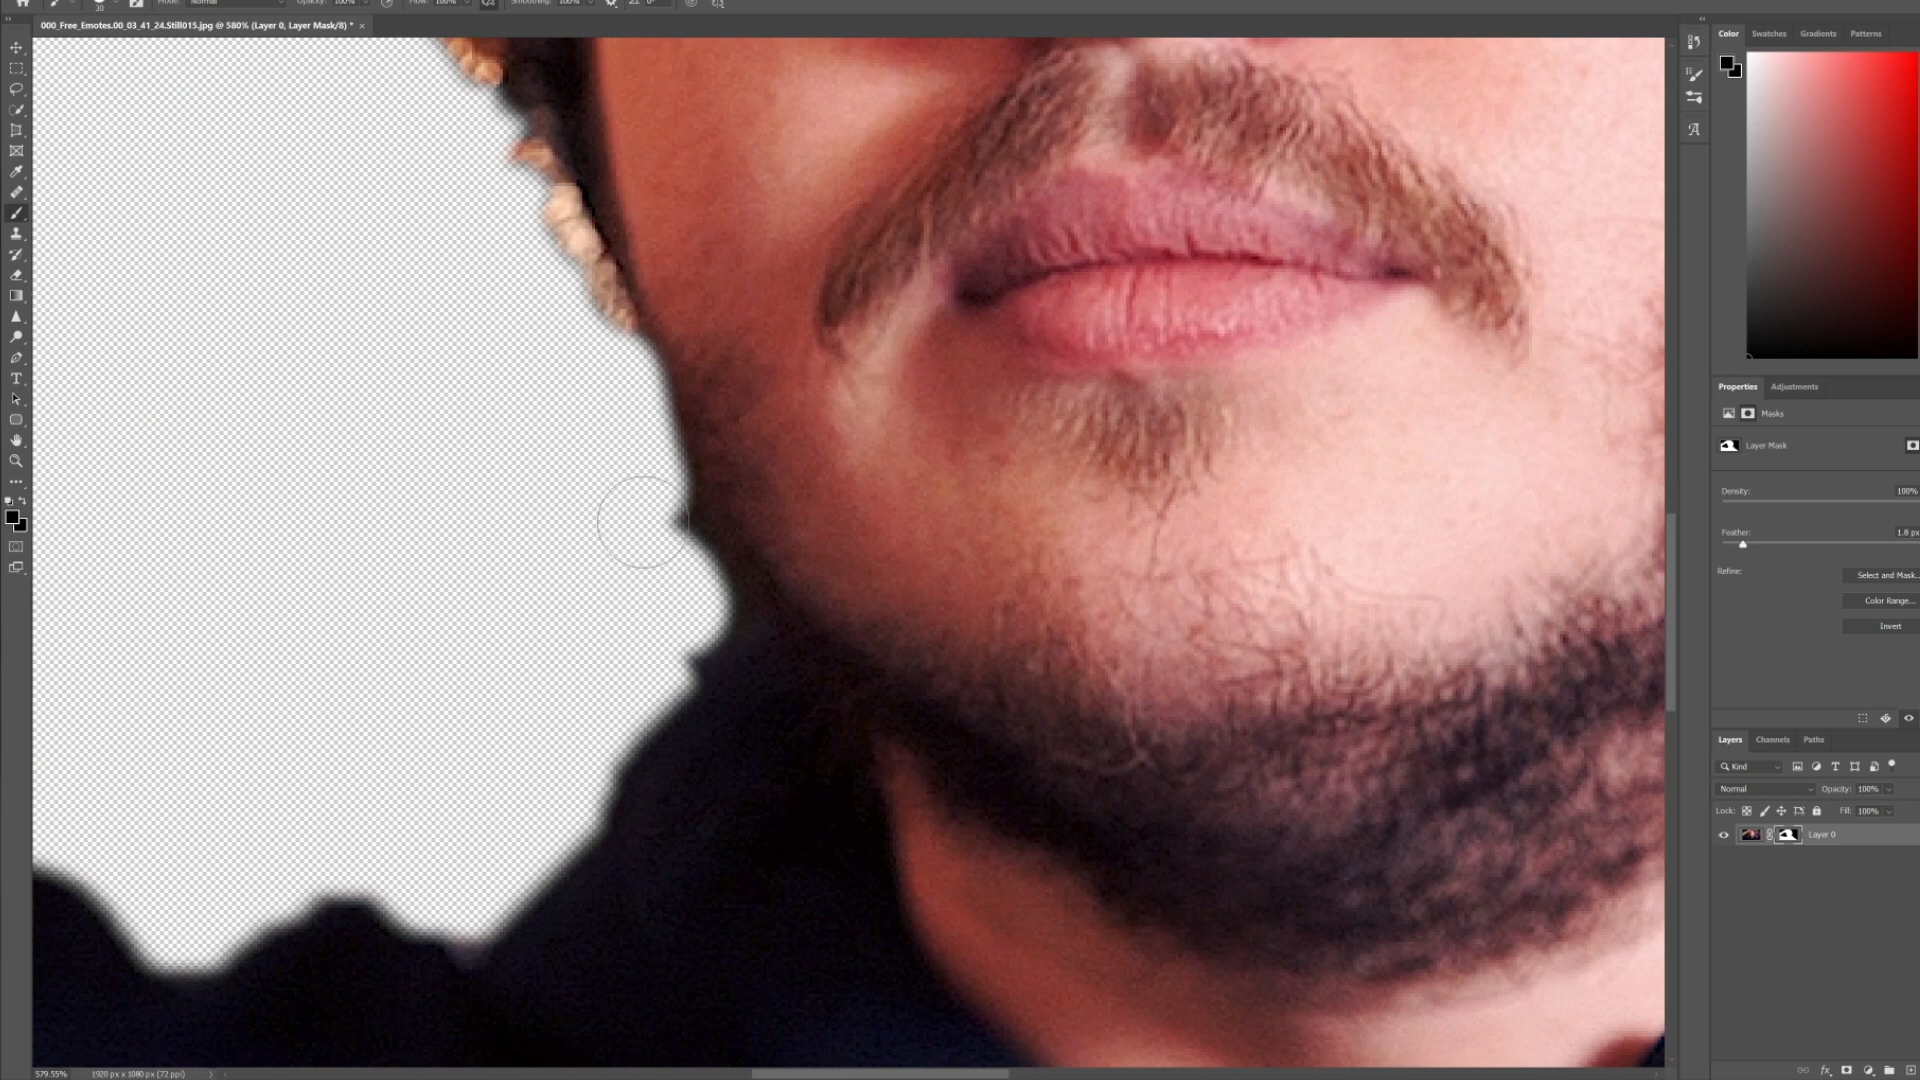 30 Mode: Normal Opacity: 100% Flow: 100% Smoothing: 100% 0°
000_Free_Emotes.00_03_41_24.Still015.jpg @ 580% (Layer 0, Layer Mask/8) * ×
Color Swatches Gradients Patterns
Properties Adjustments
Masks
Layer Mask
Density: 100%
Feather: 1.8 px
Refine: Select and Mask...
Color Range...
Invert
Layers Channels Paths
Kind
Normal Opacity: 100%
Lock: Fill: 100%
Layer 0
579.55% 1920 px x 1080 px (72 ppi)
fx